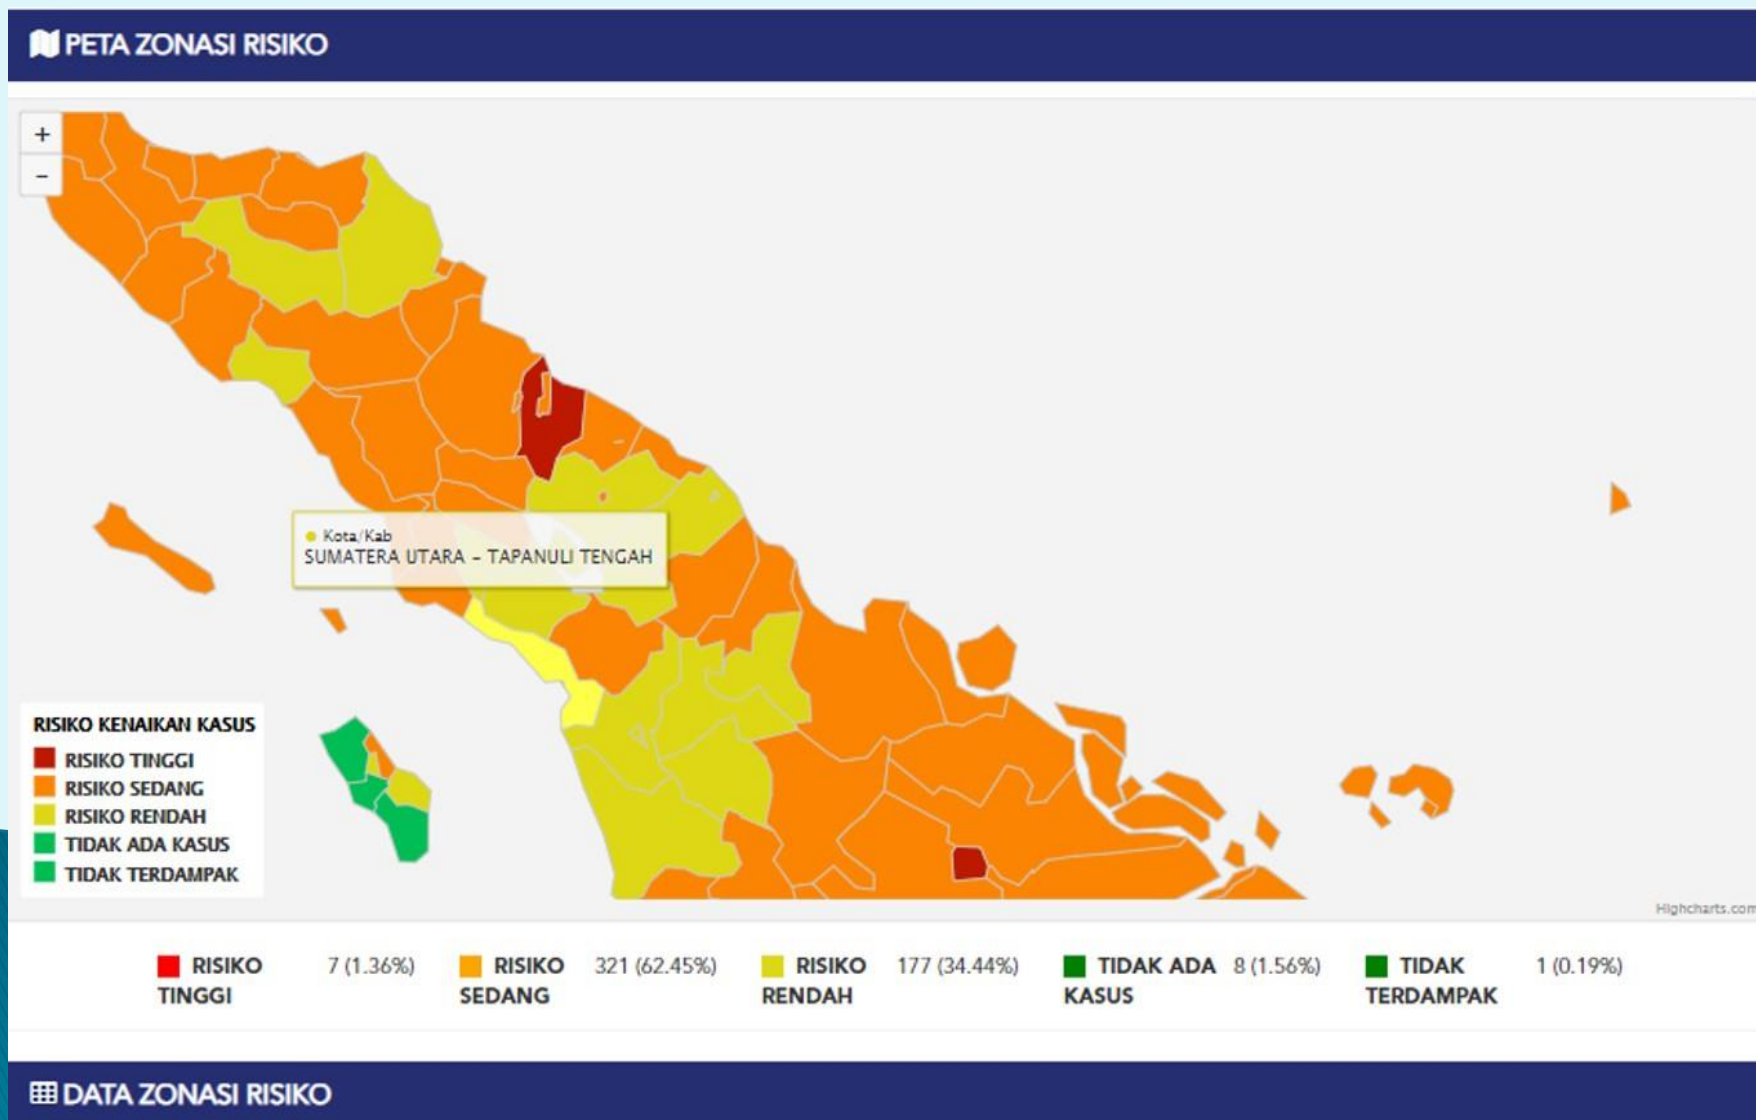 PETA ZONASI RISIKO
+
-
Kota/Kab
SUMATERA UTARA - TAPANULI TENGAH
RISIKO KENAIKAN KASUS
RISIKO TINGGI
RISIKO SEDANG
RISIKO RENDAH
TIDAK ADA KASUS
TIDAK TERDAMPAK
Highcharts.com
RISIKO TINGGI 7 (1.36%)
RISIKO SEDANG 321 (62.45%)
RISIKO RENDAH 177 (34.44%)
TIDAK ADA KASUS 8 (1.56%)
TIDAK TERDAMPAK 1 (0.19%)
DATA ZONASI RISIKO